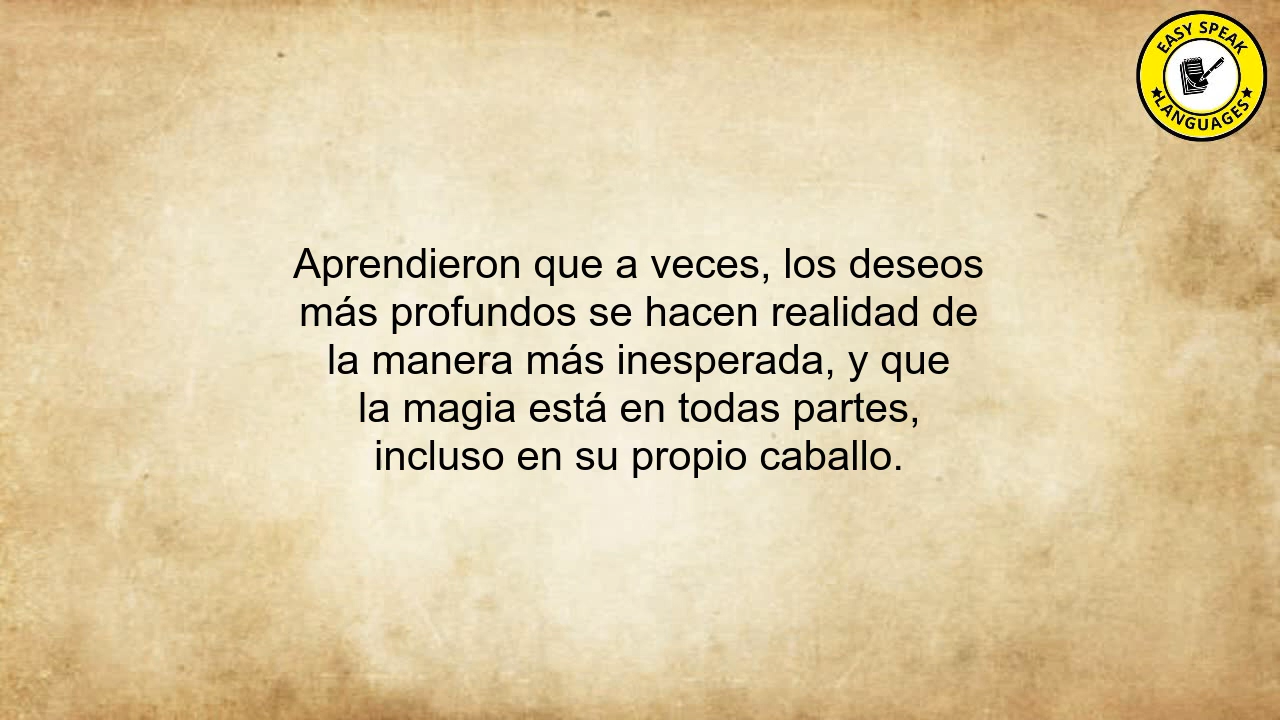 EASY SPEAK
LANGUAGES
Aprendieron que a veces, los deseos
más profundos se hacen realidad de
la manera más inesperada, y que
la magia está en todas partes,
incluso en su propio caballo.